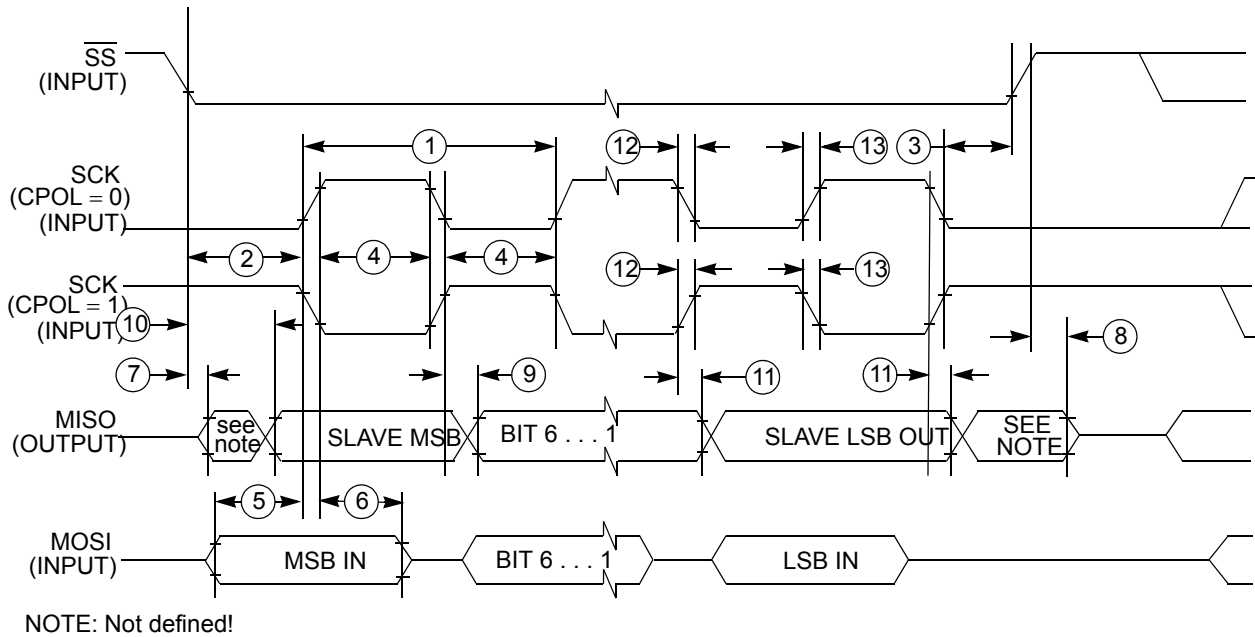 SS
(INPUT)
1
12
13
3
SCK
(CPOL = 0)
(INPUT)
2
4
4
12
13
SCK
(CPOL = 1)
(INPUT)
10
8
7
9
11
11
MISO
(OUTPUT)
see
note
SLAVE MSB
BIT 6 . . . 1
SLAVE LSB OUT
SEE
NOTE
5
6
MOSI
(INPUT)
MSB IN
BIT 6 . . . 1
LSB IN
NOTE: Not defined!